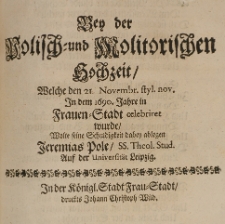 Bey der
Polisch-und Molitorischen
Hochzeit/
Welche den 21 Novembr. styl. nov.
In dem 1690. Jahre in
Frauen-Stadt celebriret
wurde/
Wolte seine Schuldigkeit dabey ablegen
Jeremias Pole/ SS. Theol. Stud.
Auf der Universität Leipzig.
In der Königl. Stadt Frau-Stadt/
druckts Johann Christoph Wild.